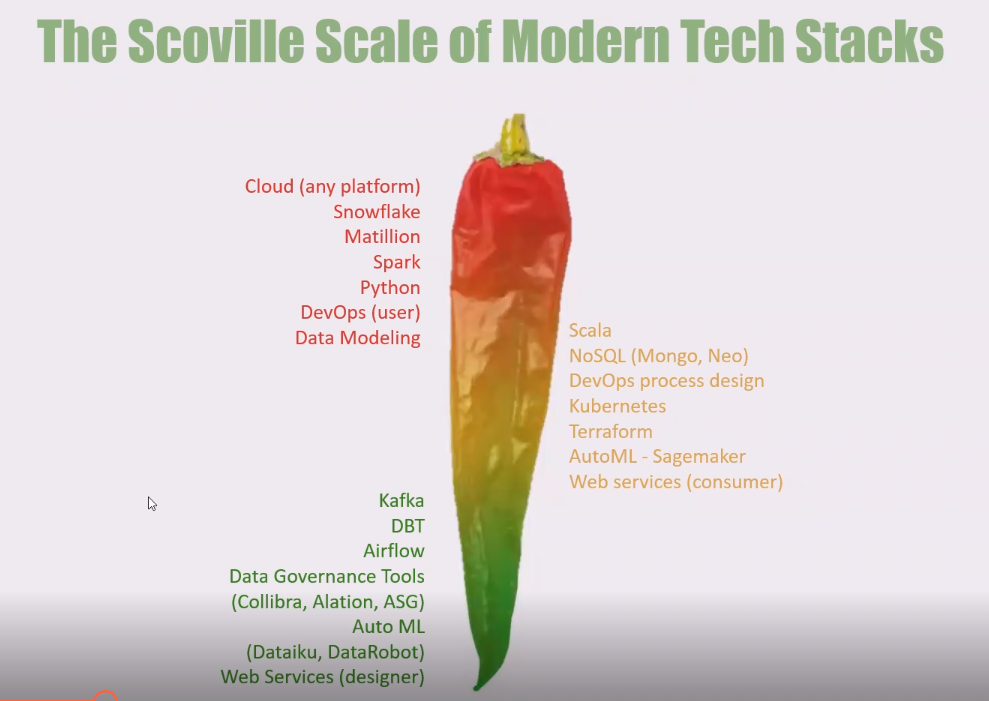 The Scoville Scale of Modern Tech Stacks
Cloud (any platform)
Snowflake
Matillion
Spark
Python
DevOps (user)
Data Modeling
Scala
NoSQL (Mongo, Neo)
DevOps process design
Kubernetes
Terraform
AutoML - Sagemaker
Web services (consumer)
Kafka
DBT
Airflow
Data Governance Tools
(Collibra, Alation, ASG)
Auto ML
(Dataiku, DataRobot)
Web Services (designer)